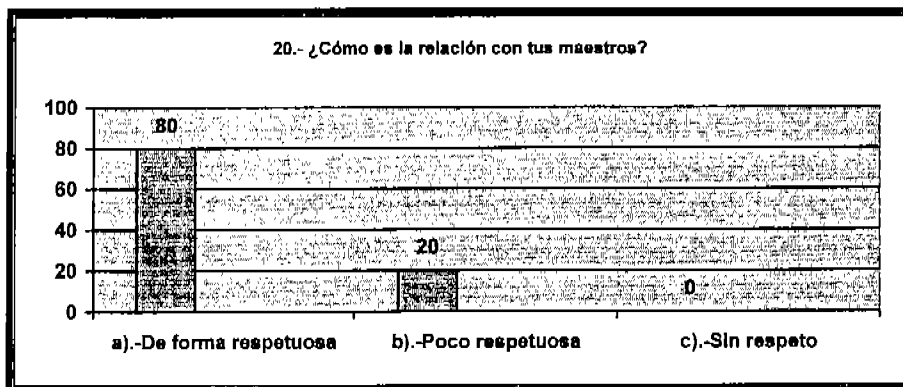 20.- ¿Cómo es la relación con tus maestros?
100
80
80
60
40
20
20
0
0
a).-De forma respetuosa
b).-Poco respetuosa
c).-Sin respeto